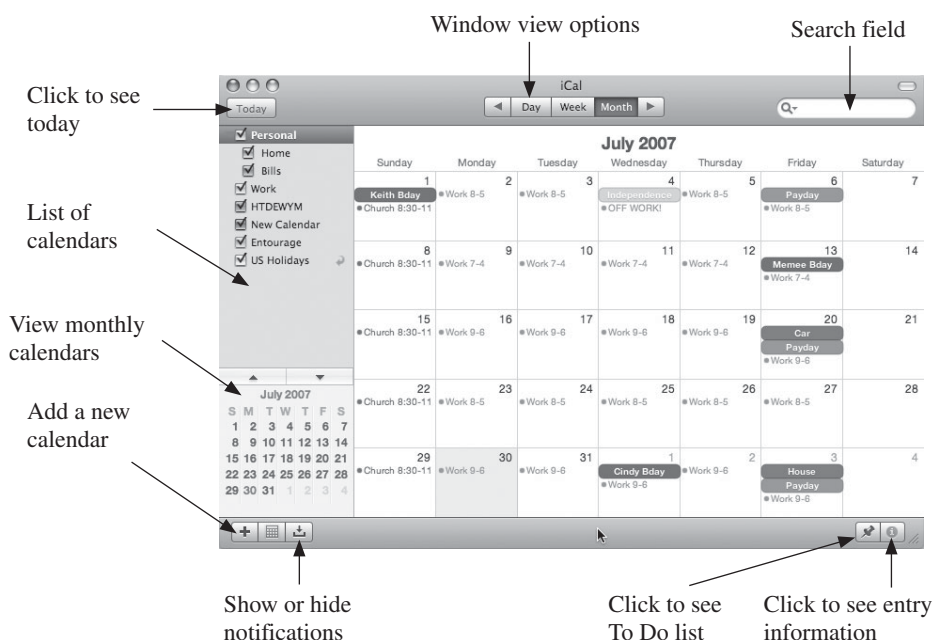 Window view options
Search field
Click to see
today
List of
calendars
View monthly
calendars
Add a new
calendar
iCal
Today
Day Week Month
Personal
Home
Bills
Work
HTDEWYM
New Calendar
Entourage
US Holidays
July 2007
Sunday Monday Tuesday Wednesday Thursday Friday Saturday
1 2 3 4 5 6 7
Keith Bday Work 8-5 Work 8-5 Independence Work 8-5 Payday
Church 8:30-11 OFF WORK! Work 8-5
8 9 10 11 12 13 14
Church 8:30-11 Work 7-4 Work 7-4 Work 7-4 Work 7-4 Memee Bday
Work 7-4
15 16 17 18 19 20 21
Church 8:30-11 Work 9-6 Work 9-6 Work 9-6 Work 9-6 Car
Payday
Work 9-6
22 23 24 25 26 27 28
Church 8:30-11 Work 8-5 Work 8-5 Work 8-5 Work 8-5 Work 8-5
29 30 31 1 2 3 4
Church 8:30-11 Work 9-6 Work 9-6 Cindy Bday Work 9-6 House
Work 9-6 Payday
Work 9-6
July 2007
S M T W T F S
1 2 3 4 5 6 7
8 9 10 11 12 13 14
15 16 17 18 19 20 21
22 23 24 25 26 27 28
29 30 31 1 2 3 4
Show or hide
notifications
Click to see
To Do list
Click to see entry
information